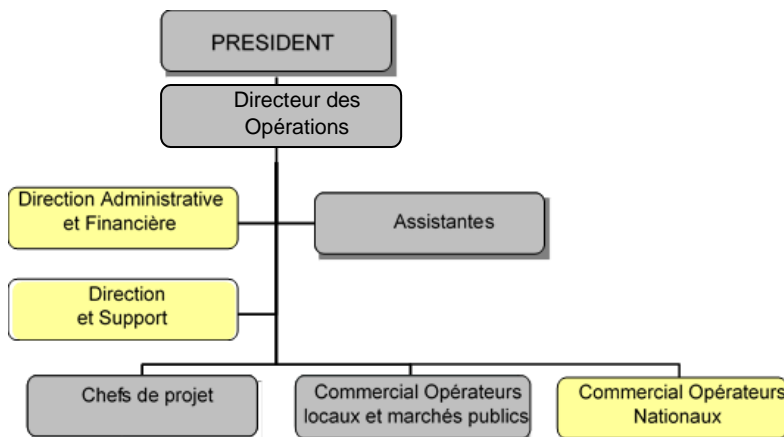 PRESIDENT
Directeur des
Opérations
Direction Administrative
et Financière
Assistantes
Direction
et Support
Chefs de projet
Commercial Opérateurs
locaux et marchés publics
Commercial Opérateurs
Nationaux